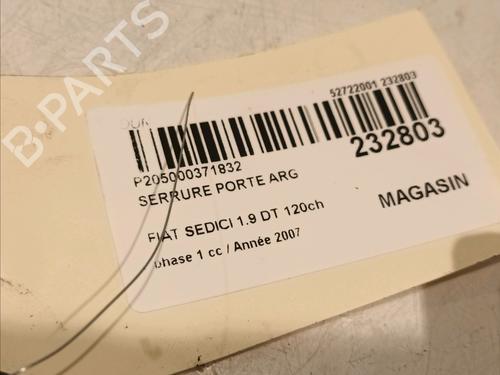 B-PARTS
52722001 232803
P205000371832
232803
SERRURE PORTE ARG
FIAT SEDICI 1.9 DT 120ch
MAGASIN
phase 1 cc / Année 2007